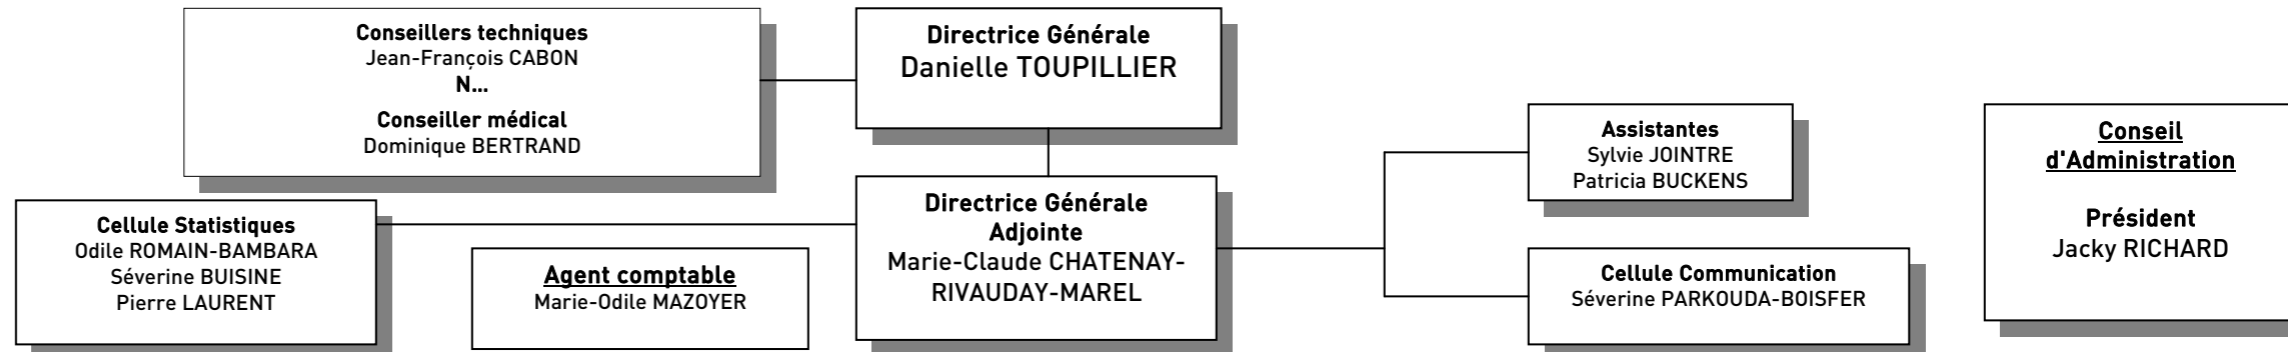 Conseillers techniques
Jean-François CABON
N...
Conseiller médical
Dominique BERTRAND
Directrice Générale
Danielle TOUPILLIER
Assistantes
Sylvie JOINTRE
Patricia BUCKENS
Conseil
d'Administration
Président
Jacky RICHARD
Cellule Statistiques
Odile ROMAIN-BAMBARA
Séverine BUISINE
Pierre LAURENT
Agent comptable
Marie-Odile MAZOYER
Directrice Générale
Adjointe
Marie-Claude CHATENAY-
RIVAUDAY-MAREL
Cellule Communication
Séverine PARKOUDA-BOISFER